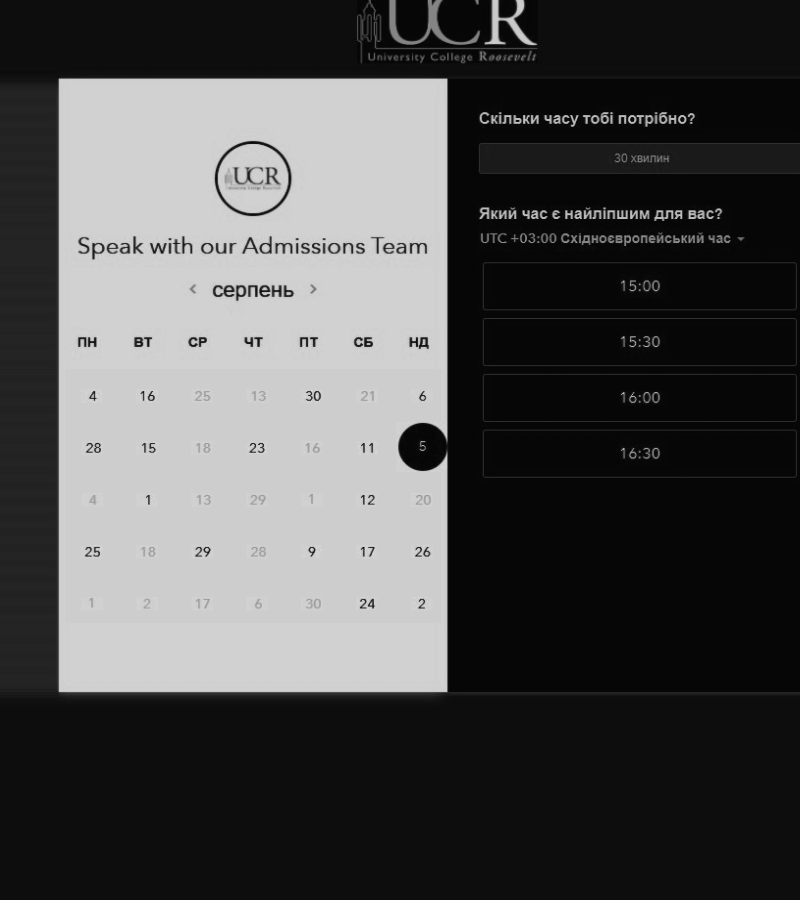 UCR
University College Roosevelt
UCR
Speak with our Admissions Team
< серпень >
ПН ВТ СР ЧТ ПТ СБ НД
4 16 25 13 30 21 6
28 15 18 23 16 11 5
4 1 13 29 1 12 20
25 18 29 28 9 17 26
1 2 17 6 30 24 2
Скільки часу тобі потрібно?
30 хвилин
Який час є найліпшим для вас?
UTC +03:00 Східноєвропейський час
15:00
15:30
16:00
16:30